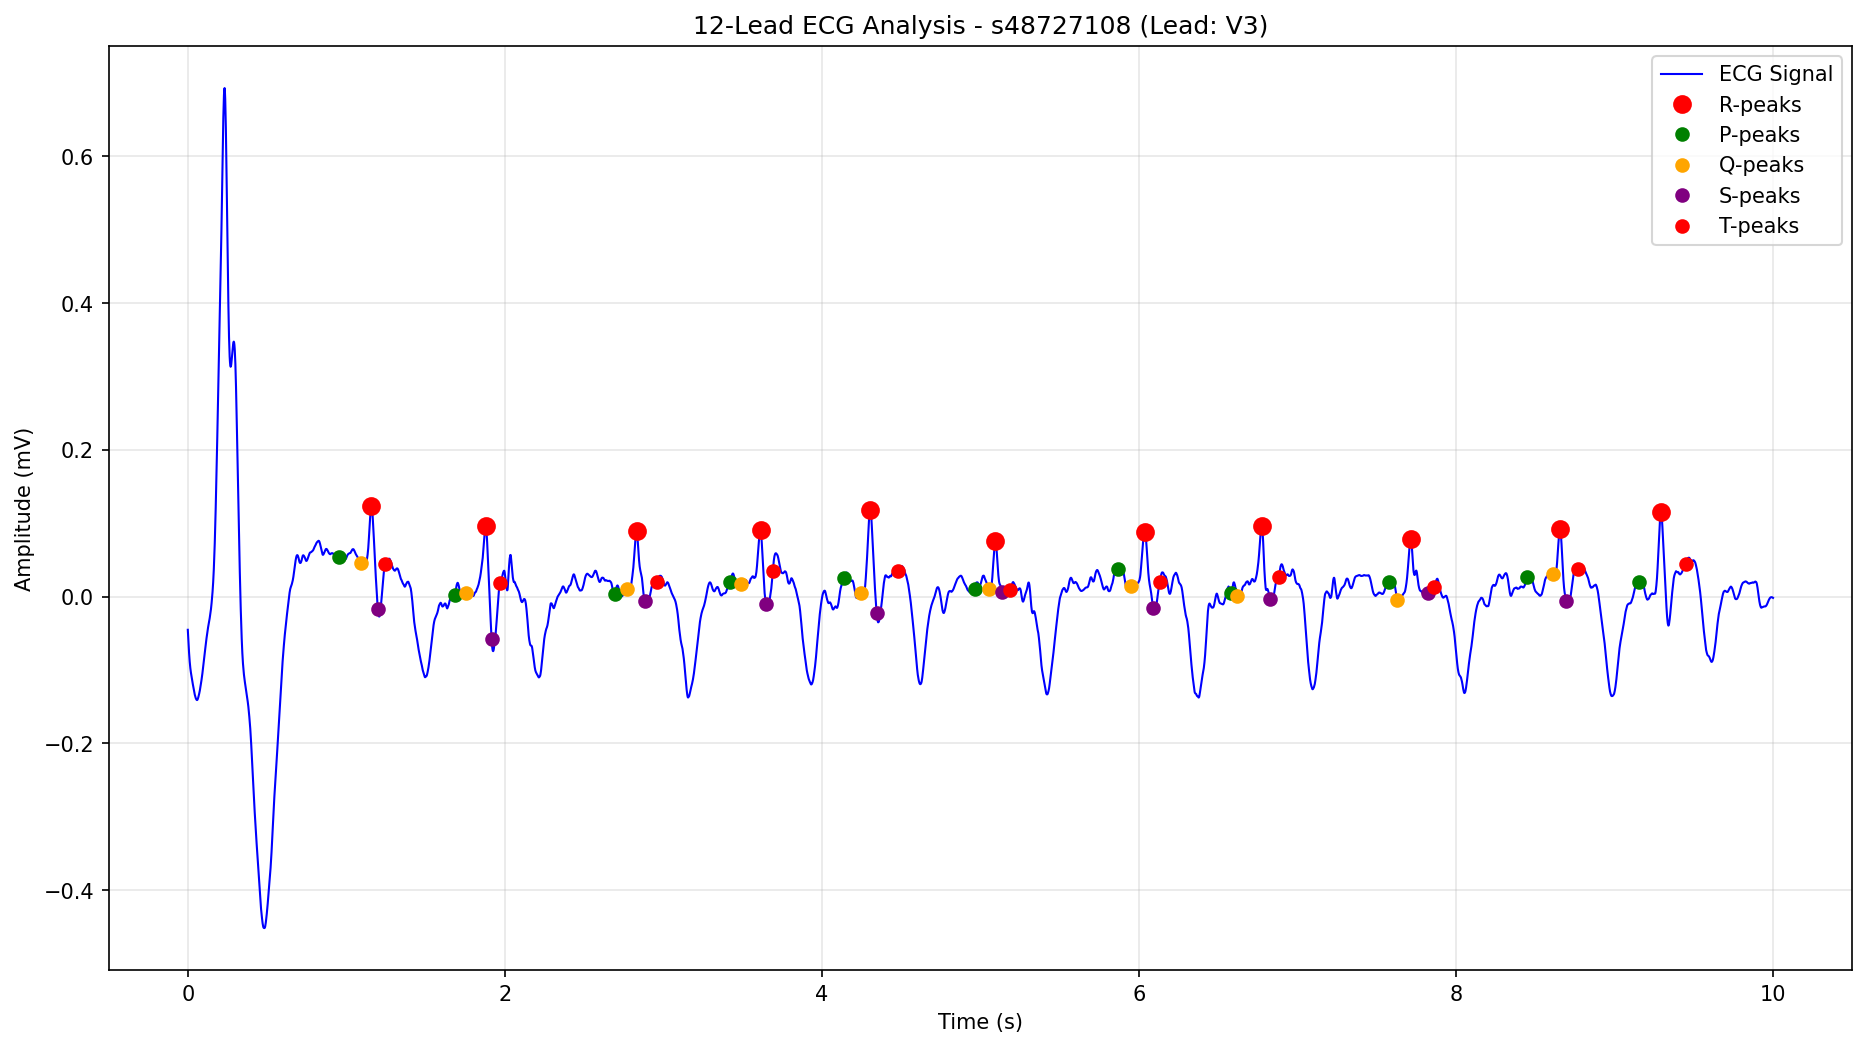 12-Lead ECG Analysis - s48727108 (Lead: V3)
ECG Signal
R-peaks
P-peaks
Q-peaks
S-peaks
T-peaks
Amplitude (mV)
0.6
0.4
0.2
0.0
−0.2
−0.4
0 2 4 6 8 10
Time (s)